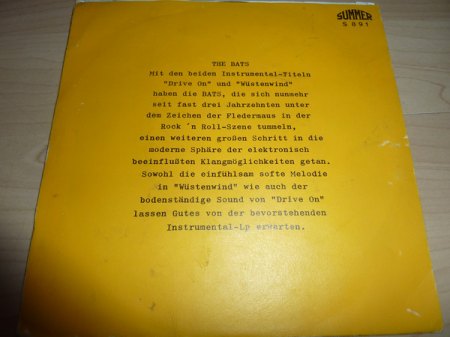 SUMMER
S 891
THE BATS
Mit den beiden Instrumental-Titeln
"Drive On" und "Wüstenwind"
haben die BATS, die sich nunmehr
seit fast drei Jahrzehnten unter
dem Zeichen der Fledermaus in der
Rock ´n Roll-Szene tummeln,
einen weiteren großen Schritt in die
moderne Sphäre der elektronisch
beeinflußten Klangmöglichkeiten getan.
Sowohl die einfühlsam softe Melodie
in "Wüstenwind" wie auch der
bodenständige Sound von "Drive On"
lassen Gutes von der bevorstehenden
Instrumental-Lp erwarten.